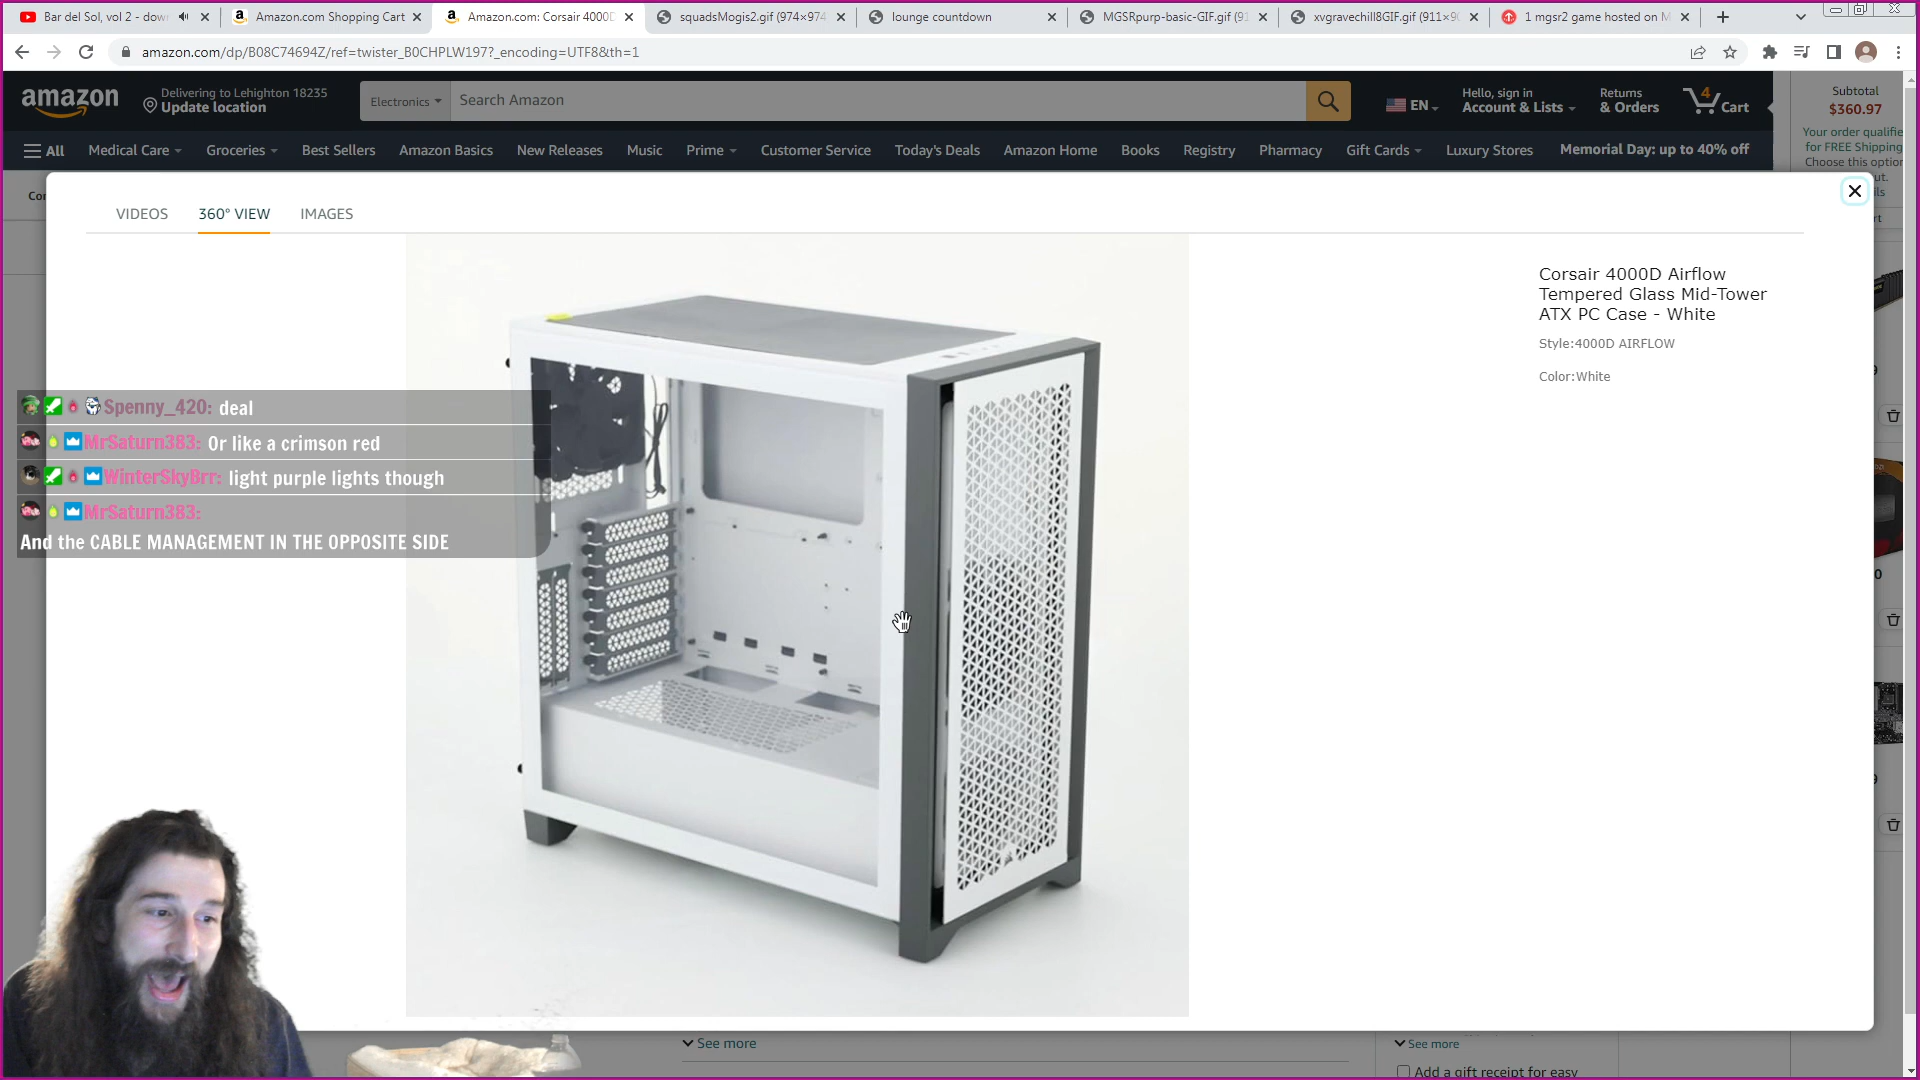 Bar del Sol, vol 2 - dow
Amazon.com Shopping Cart
Amazon.com: Corsair 4000D
squadsMogis2.gif (974×974
lounge countdown
MGSRpurp-basic-GIF.gif (91
xvgravechill8GIF.gif (911×9
1 mgsr2 game hosted on M
amazon.com/dp/B08C74694Z/ref=twister_B0CHPLW197?_encoding=UTF8&th=1
amazon
Delivering to Lehighton 18235
Update location
Electronics
Search Amazon
EN
Hello, sign in
Account & Lists
Returns
& Orders
4
Cart
Subtotal
$360.97
Your order qualifie
for FREE Shipping
Choose this option
All
Medical Care
Groceries
Best Sellers
Amazon Basics
New Releases
Music
Prime
Customer Service
Today's Deals
Amazon Home
Books
Registry
Pharmacy
Gift Cards
Luxury Stores
Memorial Day: up to 40% off
VIDEOS
360° VIEW
IMAGES
Corsair 4000D Airflow
Tempered Glass Mid-Tower
ATX PC Case - White
Style:4000D AIRFLOW
Color:White
Spenny_420: deal
MrSaturn383: Or like a crimson red
WinterSkyBrr: light purple lights though
MrSaturn383:
And the CABLE MANAGEMENT IN THE OPPOSITE SIDE
See more
See more
Add a gift receipt for easy